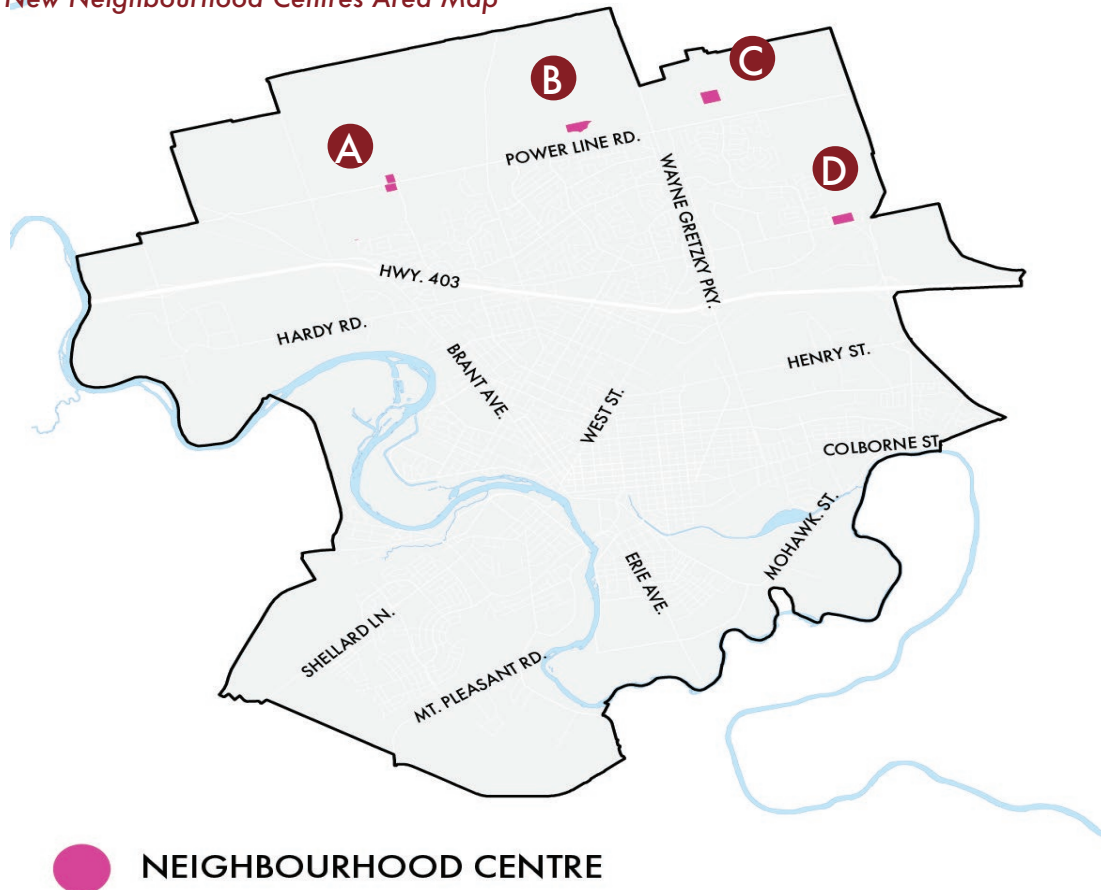 New Neighbourhood Centres Area Map
B
C
A
POWER LINE RD.
D
WAYNE GRETZKY PKY.
HWY. 403
HARDY RD.
BRANT AVE.
HENRY ST.
WEST ST.
COLBORNE ST
MOHAWK. ST.
ERIE AVE.
SHELLARD LN.
MT. PLEASANT RD.
NEIGHBOURHOOD CENTRE